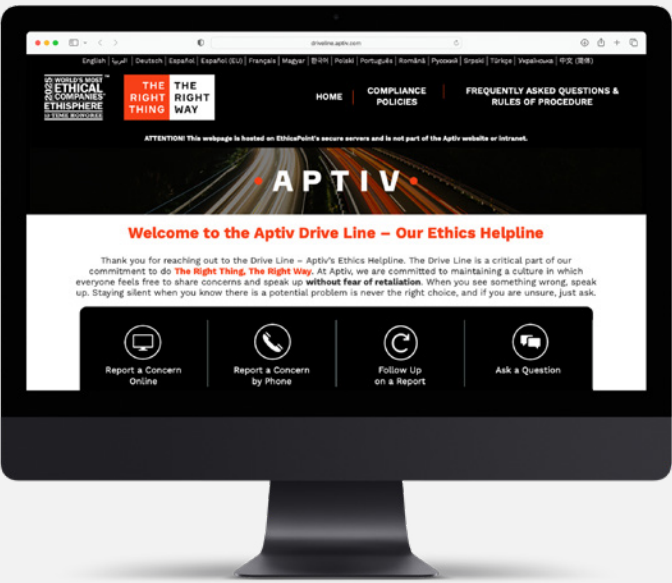 driveline.aptiv.com
English | العربية | Deutsch | Español | Español (EU) | Français | Magyar | 한국어 | Polski | Português | Română | Русский | Srpski | Türkçe | Українська | 中文 (简体)
2025 WORLD'S MOST
ETHICAL
COMPANIES™
ETHISPHERE
11-TIME HONOREE
THE
RIGHT
THING
THE
RIGHT
WAY
HOME
COMPLIANCE
POLICIES
FREQUENTLY ASKED QUESTIONS &
RULES OF PROCEDURE
ATTENTION! This webpage is hosted on EthicsPoint's secure servers and is not part of the Aptiv website or intranet.
• APTIV •
Welcome to the Aptiv Drive Line – Our Ethics Helpline
Thank you for reaching out to the Drive Line – Aptiv's Ethics Helpline. The Drive Line is a critical part of our
commitment to do The Right Thing, The Right Way. At Aptiv, we are committed to maintaining a culture in which
everyone feels free to share concerns and speak up without fear of retaliation. When you see something wrong, speak
up. Staying silent when you know there is a potential problem is never the right choice, and if you are unsure, just ask.
Report a Concern
Online
Report a Concern
by Phone
Follow Up
on a Report
Ask a Question